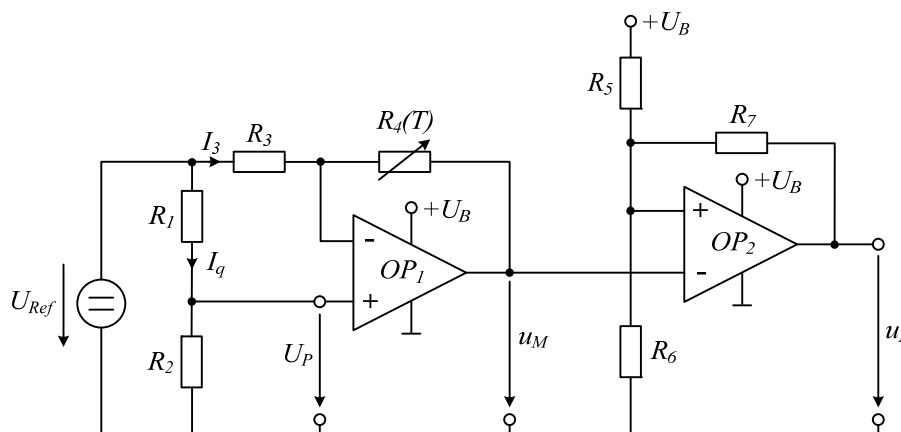 +U_B
R_5
R_7
R_4(T)
I_3
R_3
+U_B
+U_B
R_1
-
+
OP_1
OP_2
I_q
+
-
U_Ref
R_2
U_P
u_M
R_6